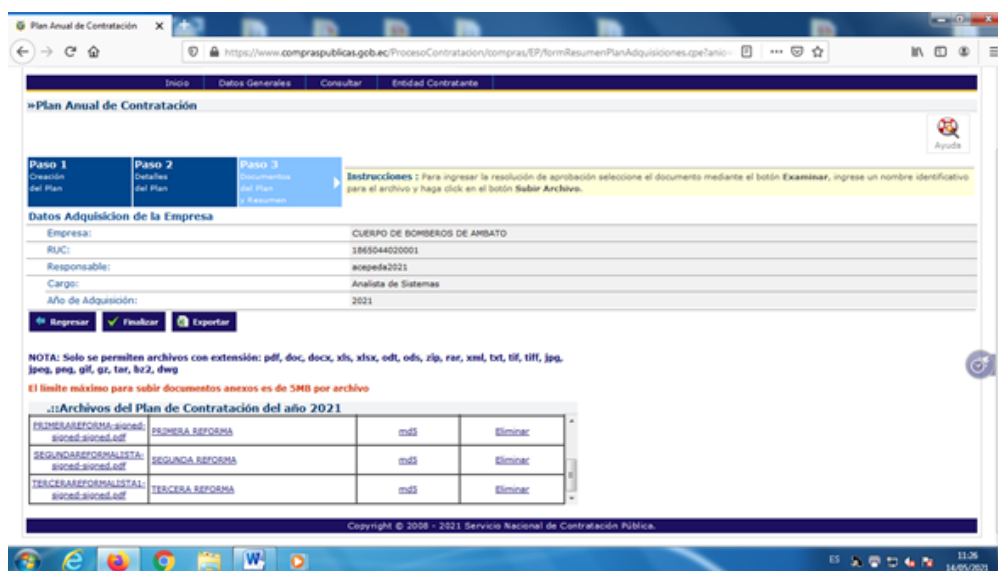 Plan Anual de Contratación
https://www.compraspublicas.gob.ec/ProcesoContratacion/compras/EP/formResumenPlanAdquisiciones.cpe?anio
Inicio Datos Generales Consultar Entidad Contratante
»Plan Anual de Contratación
Ayuda
Paso 1
Creación
del Plan
Paso 2
Detalles
del Plan
Paso 3
Documentos
del Plan
y Resumen
Instrucciones : Para ingresar la resolución de aprobación seleccione el documento mediante el botón Examinar, ingrese un nombre identificativo
para el archivo y haga click en el botón Subir Archivo.
Datos Adquisicion de la Empresa
Empresa: CUERPO DE BOMBEROS DE AMBATO
RUC: 1865044020001
Responsable: acepeda2021
Cargo: Analista de Sistemas
Año de Adquisición: 2021
Regresar Finalizar Exportar
NOTA: Solo se permiten archivos con extensión: pdf, doc, docx, xls, xlsx, odt, ods, zip, rar, xml, txt, tif, tiff, jpg,
jpeg, png, gif, gz, tar, bz2, dwg
El límite máximo para subir documentos anexos es de 5MB por archivo
.::Archivos del Plan de Contratación del año 2021
PRIMERAREFORMA-signed-
signed-signed.pdf
PRIMERA REFORMA md5 Eliminar
SEGUNDAREFORMALISTA-
signed-signed.pdf
SEGUNDA REFORMA md5 Eliminar
TERCERAREFORMALISTA1-
signed-signed.pdf
TERCERA REFORMA md5 Eliminar
Copyright © 2008 - 2021 Servicio Nacional de Contratación Pública.
ES
11:26
14/05/2021